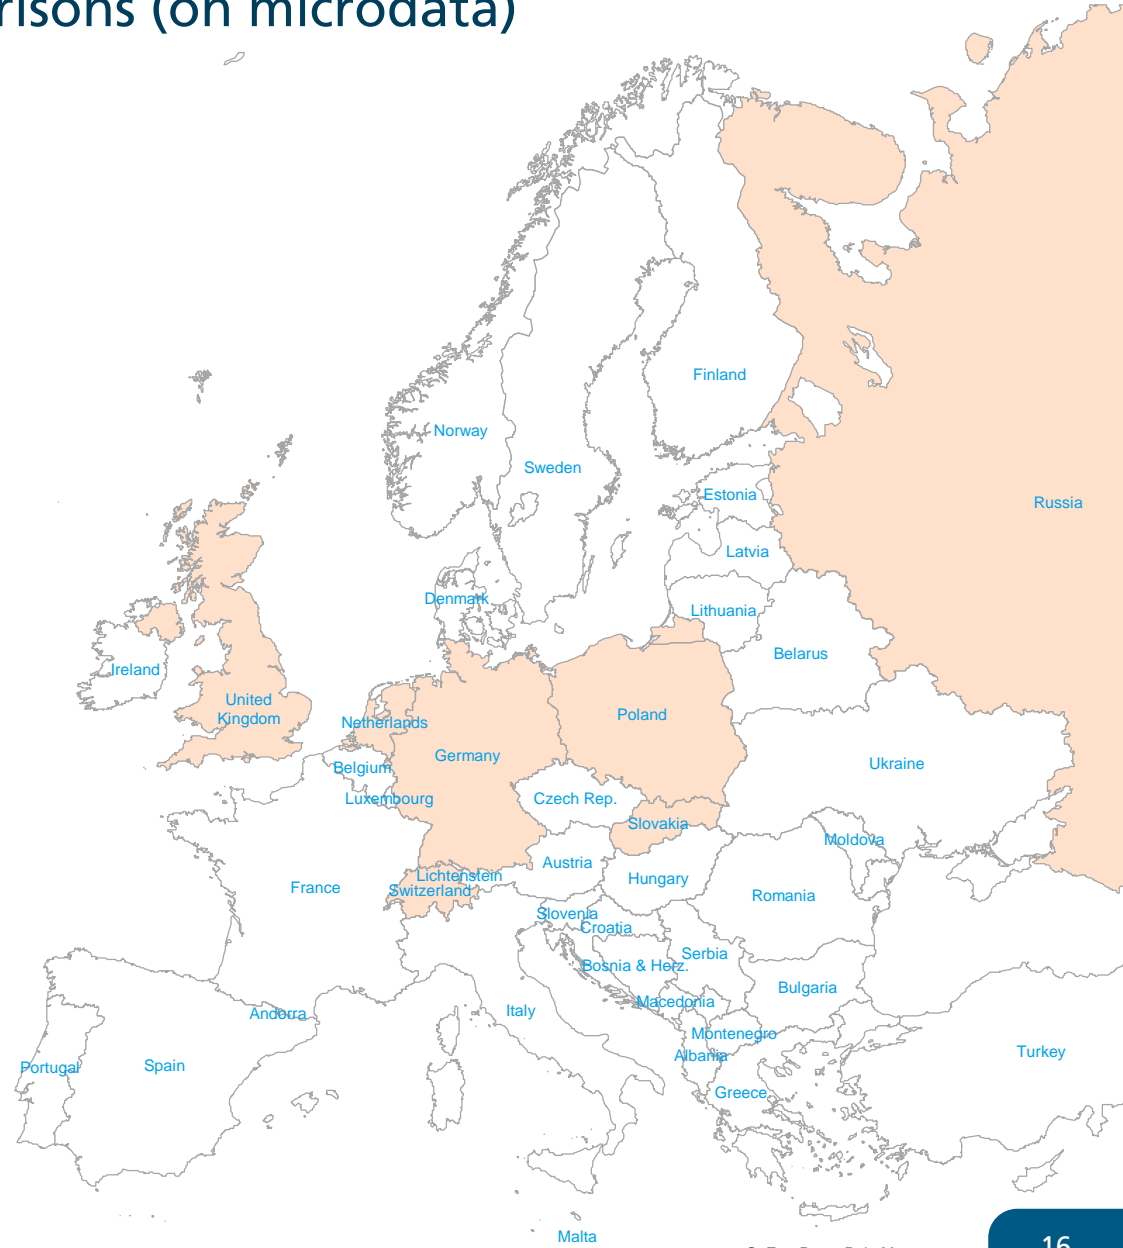 risons (on microdata)
Finland
Norway
Sweden
Estonia
Russia
Latvia
Denmark
Lithuania
Belarus
Ireland
United
Kingdom
Netherlands
Poland
Germany
Ukraine
Belgium
Luxembourg
Czech Rep.
Slovakia
Moldova
Austria
Lichtenstein
Switzerland
France
Hungary
Romania
Slovenia
Croatia
Serbia
Bosnia & Herz.
Bulgaria
Macedonia
Andorra
Italy
Montenegro
Albania
Turkey
Portugal
Spain
Greece
Malta
16